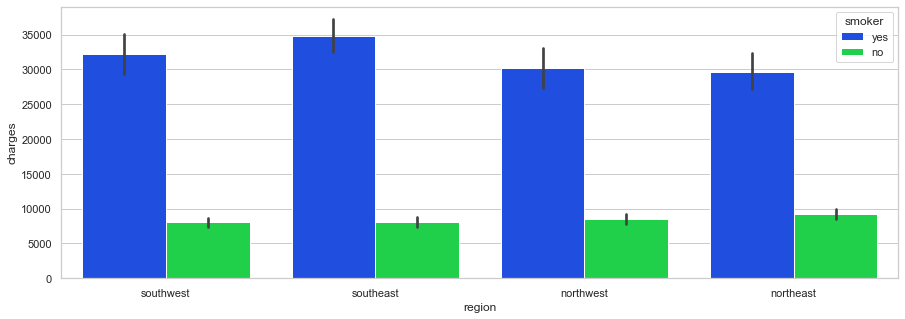 smoker
yes
no
charges
35000
30000
25000
20000
15000
10000
5000
0
southwest southeast northwest northeast
region